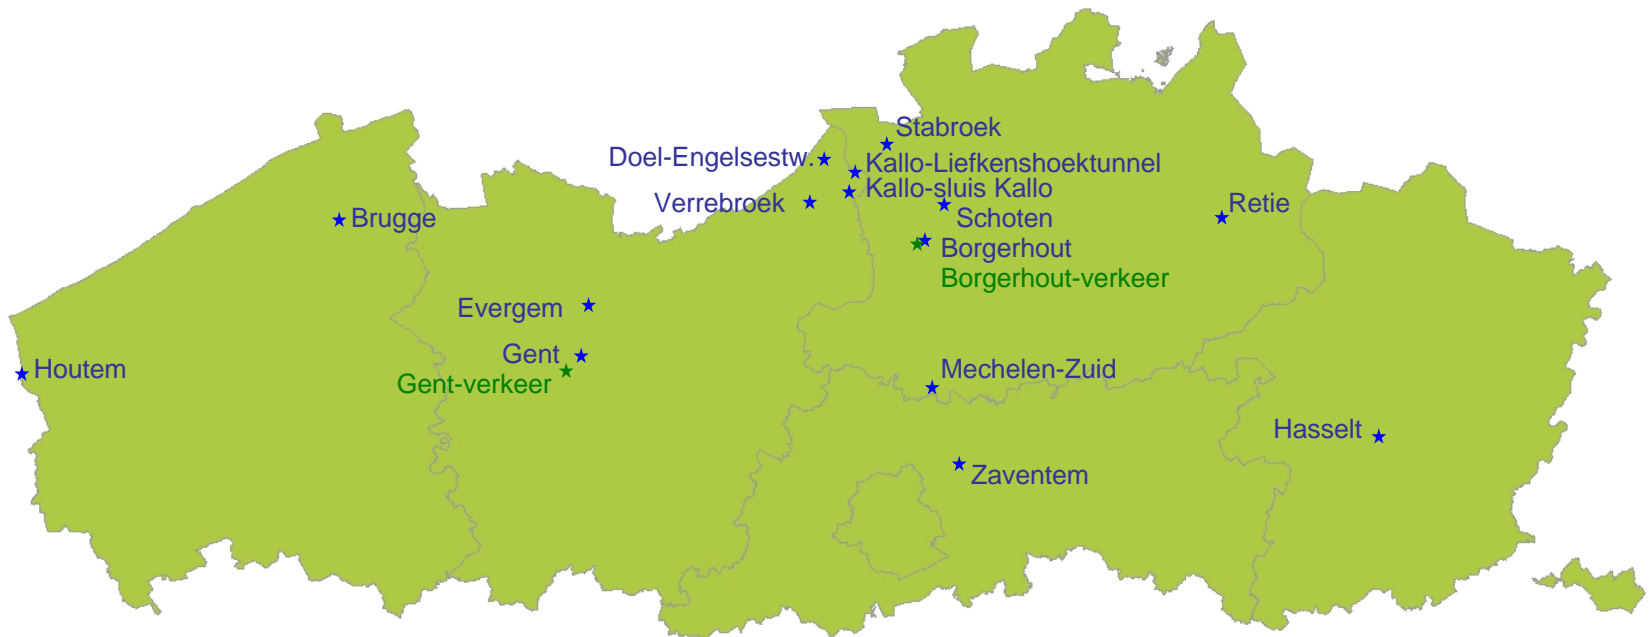 Stabroek
Doel-Engelsestw.
Kallo-Liefkenshoektunnel
Kallo-sluis Kallo
Verrebroek
Retie
Brugge
Schoten
Borgerhout
Borgerhout-verkeer
Evergem
Gent
Houtem
Mechelen-Zuid
Gent-verkeer
Hasselt
Zaventem